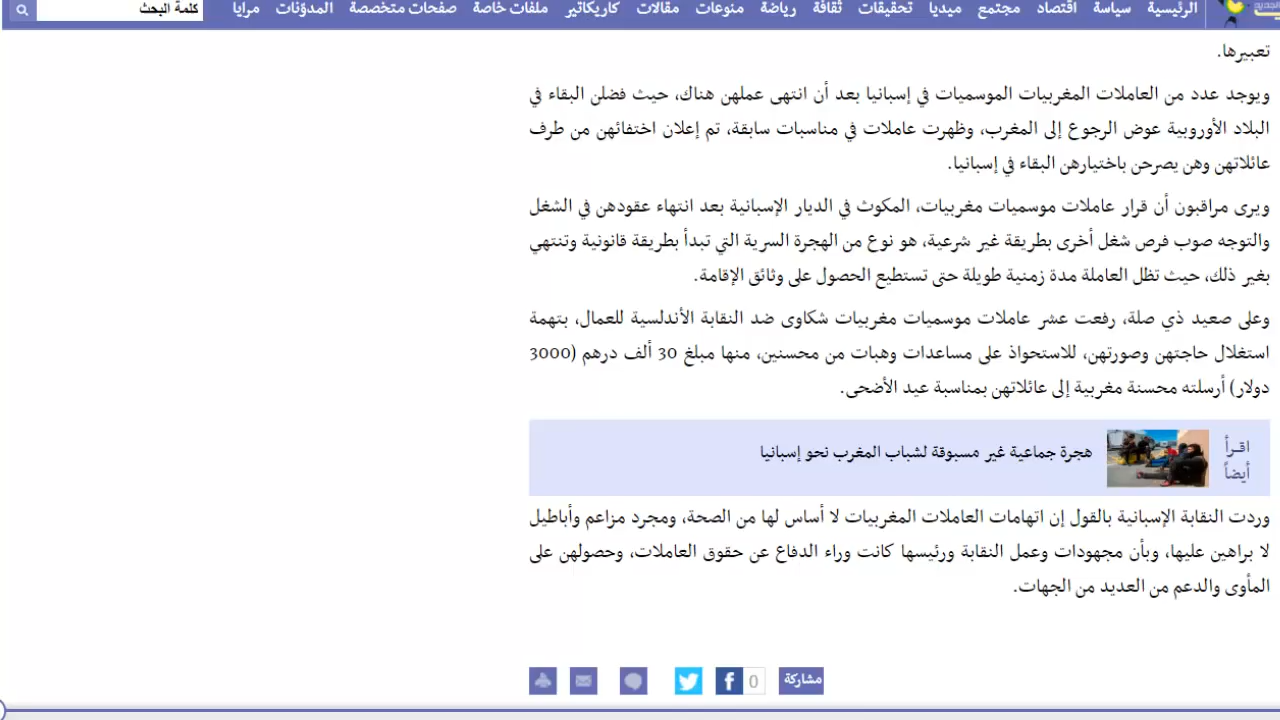 الرئيسية سياسة اقتصاد مجتمع ميديا تحقيقات ثقافة رياضة منوعات مقالات كاريكاتير ملفات خاصة صفحات متخصصة المدوّنات مرايا كلمة البحث
تعبيرها.
ويوجد عدد من العاملات المغربيات الموسميات في إسبانيا بعد أن انتهى عملهن هناك، حيث فضلن البقاء في
البلاد الأوروبية عوض الرجوع إلى المغرب، وظهرت عاملات في مناسبات سابقة، تم إعلان اختفائهن من طرف
عائلاتهن وهن يصرحن باختيارهن البقاء في إسبانيا.
ويرى مراقبون أن قرار عاملات موسميات مغربيات، المكوث في الديار الإسبانية بعد انتهاء عقودهن في الشغل
والتوجه صوب فرص شغل أخرى بطريقة غير شرعية، هو نوع من الهجرة السرية التي تبدأ بطريقة قانونية وتنتهي
بغير ذلك، حيث تظل العاملة مدة زمنية طويلة حتى تستطيع الحصول على وثائق الإقامة.
وعلى صعيد ذي صلة، رفعت عشر عاملات موسميات مغربيات شكاوى ضد النقابة الأندلسية للعمال، بتهمة
استغلال حاجتهن وصورتهن، للاستحواذ على مساعدات وهبات من محسنين، منها مبلغ 30 ألف درهم (3000
دولار) أرسلته محسنة مغربية إلى عائلاتهن بمناسبة عيد الأضحى.
اقــرأ
أيضاً
هجرة جماعية غير مسبوقة لشباب المغرب نحو إسبانيا
وردت النقابة الإسبانية بالقول إن اتهامات العاملات المغربيات لا أساس لها من الصحة، ومجرد مزاعم وأباطيل
لا براهين عليها، وبأن مجهودات وعمل النقابة ورئيسها كانت وراء الدفاع عن حقوق العاملات، وحصولهن على
المأوى والدعم من العديد من الجهات.
مشاركة 0